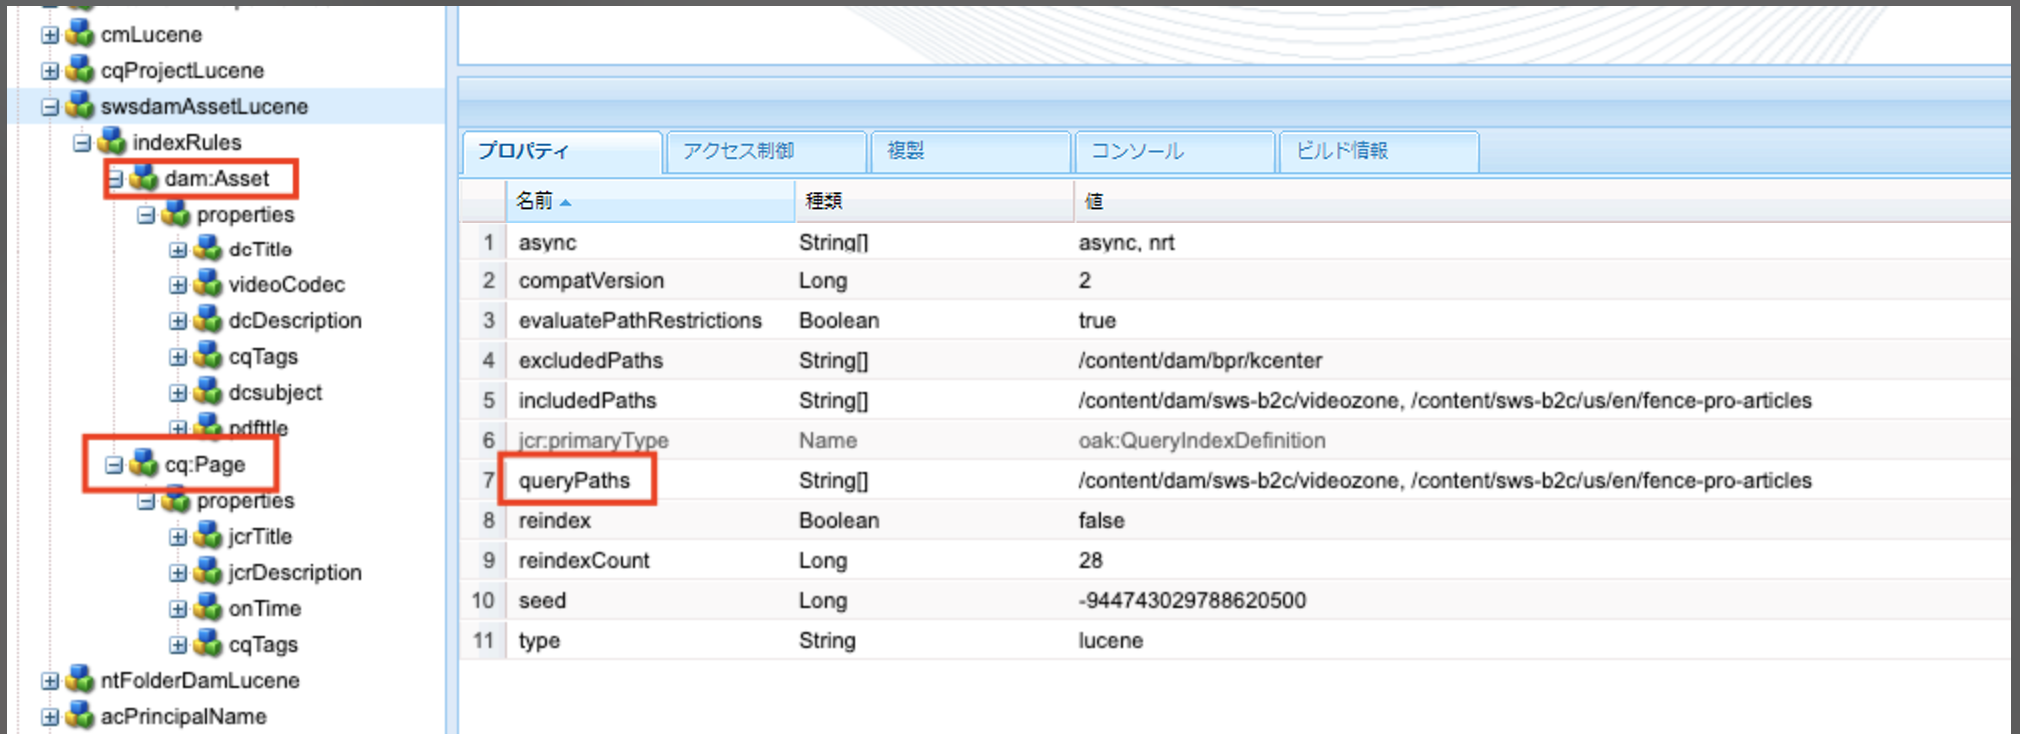 cmLucene
cqProjectLucene
swsdamAssetLucene
indexRules
dam:Asset
properties
dcTitle
videoCodec
dcDescription
cqTags
dcsubject
pdfttle
cq:Page
properties
jcrTitle
jcrDescription
onTime
cqTags
ntFolderDamLucene
acPrincipalName
プロパティ アクセス制御 複製 コンソール ビルド情報
名前 種類 値
1 async String[] async, nrt
2 compatVersion Long 2
3 evaluatePathRestrictions Boolean true
4 excludedPaths String[] /content/dam/bpr/kcenter
5 includedPaths String[] /content/dam/sws-b2c/videozone, /content/sws-b2c/us/en/fence-pro-articles
6 jcr:primaryType Name oak:QueryIndexDefinition
7 queryPaths String[] /content/dam/sws-b2c/videozone, /content/sws-b2c/us/en/fence-pro-articles
8 reindex Boolean false
9 reindexCount Long 28
10 seed Long -944743029788620500
11 type String lucene